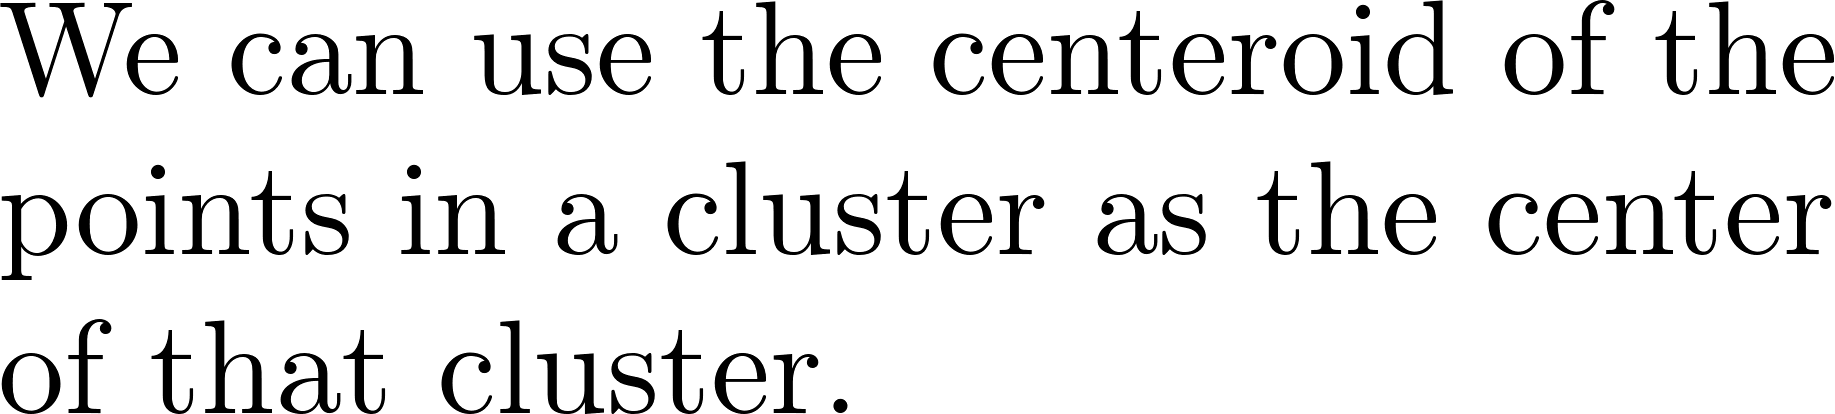 We can use the centeroid of the
points in a cluster as the center
of that cluster.